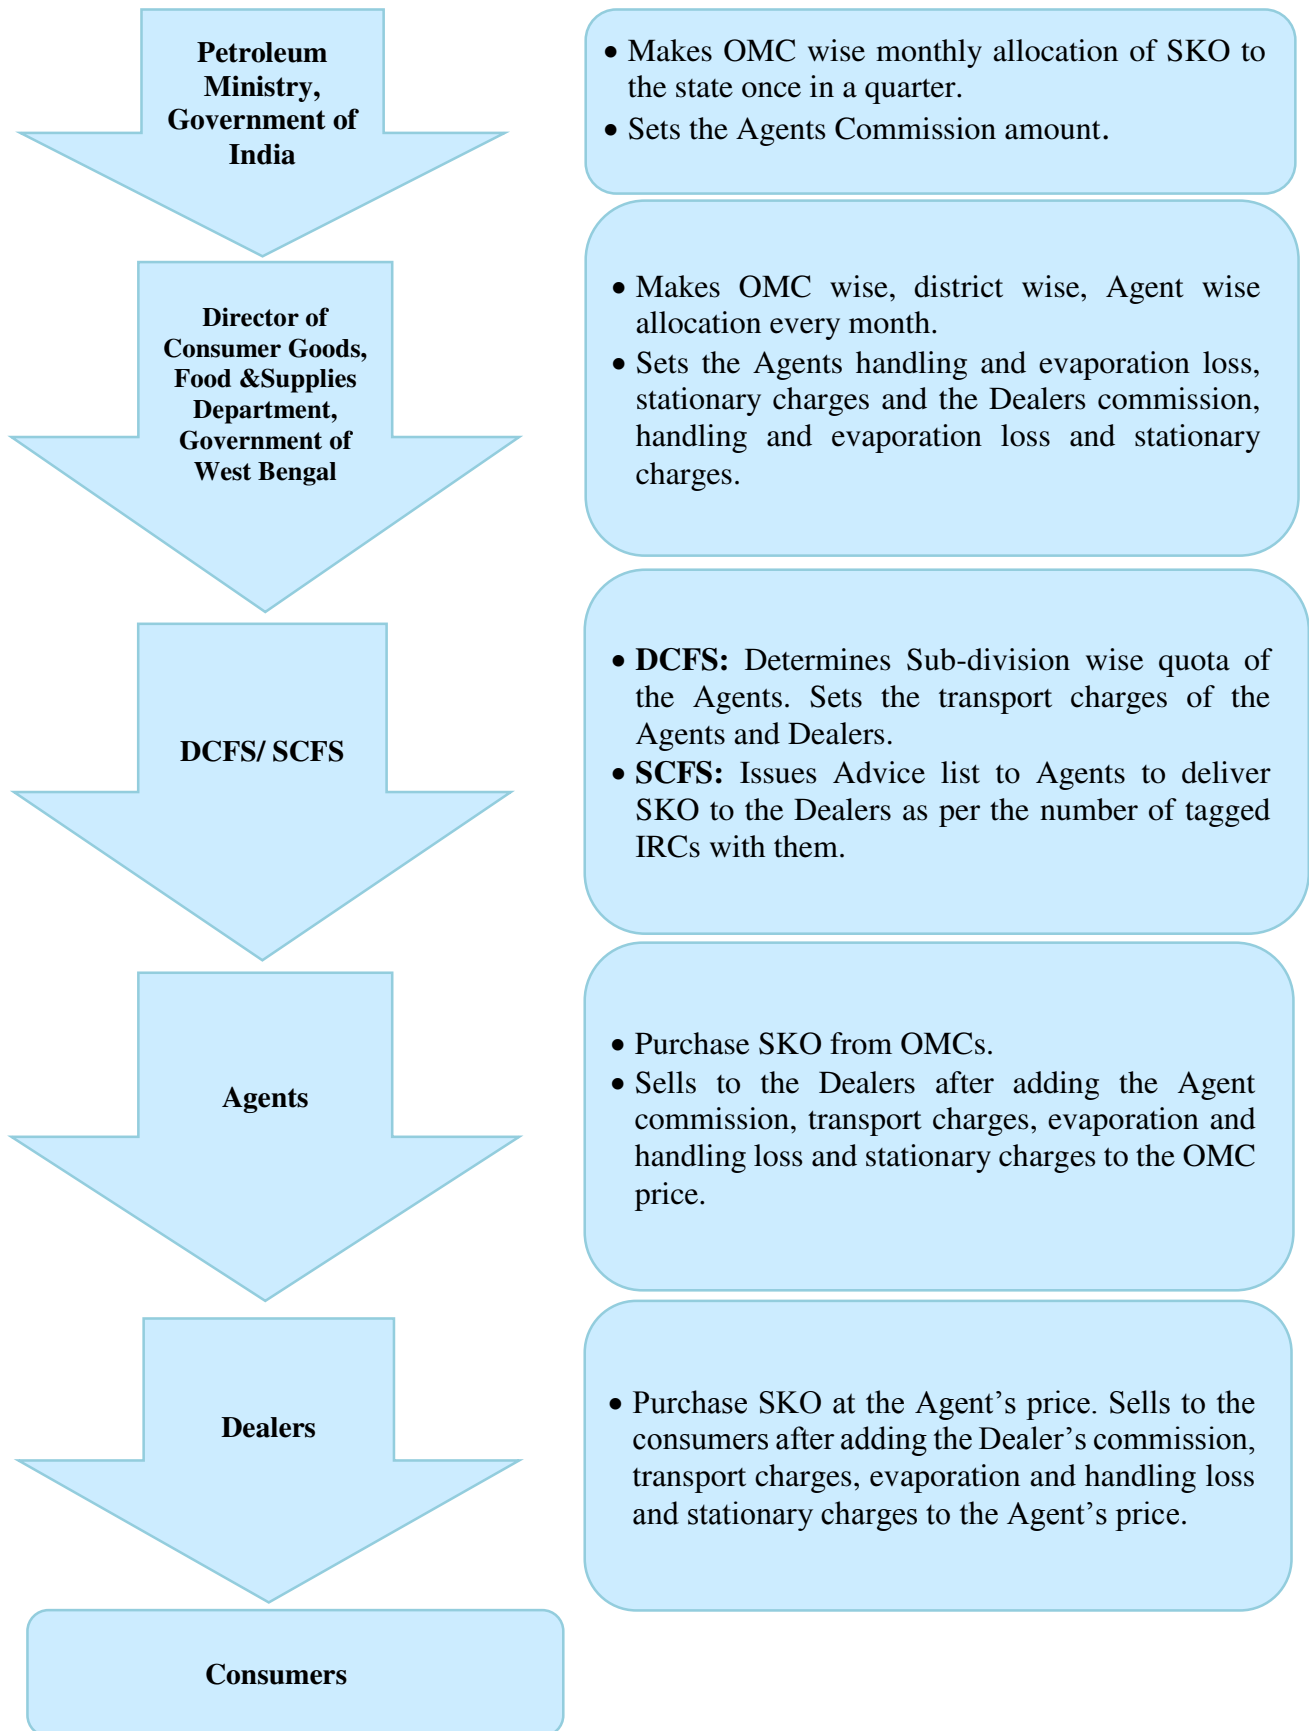 Petroleum
Ministry,
Government of
India
• Makes OMC wise monthly allocation of SKO to
the state once in a quarter.
• Sets the Agents Commission amount.
Director of
Consumer Goods,
Food &Supplies
Department,
Government of
West Bengal
• Makes OMC wise, district wise, Agent wise
allocation every month.
• Sets the Agents handling and evaporation loss,
stationary charges and the Dealers commission,
handling and evaporation loss and stationary
charges.
DCFS/ SCFS
• DCFS: Determines Sub-division wise quota of
the Agents. Sets the transport charges of the
Agents and Dealers.
• SCFS: Issues Advice list to Agents to deliver
SKO to the Dealers as per the number of tagged
IRCs with them.
Agents
• Purchase SKO from OMCs.
• Sells to the Dealers after adding the Agent
commission, transport charges, evaporation and
handling loss and stationary charges to the OMC
price.
Dealers
• Purchase SKO at the Agent’s price. Sells to the
consumers after adding the Dealer’s commission,
transport charges, evaporation and handling loss
and stationary charges to the Agent’s price.
Consumers